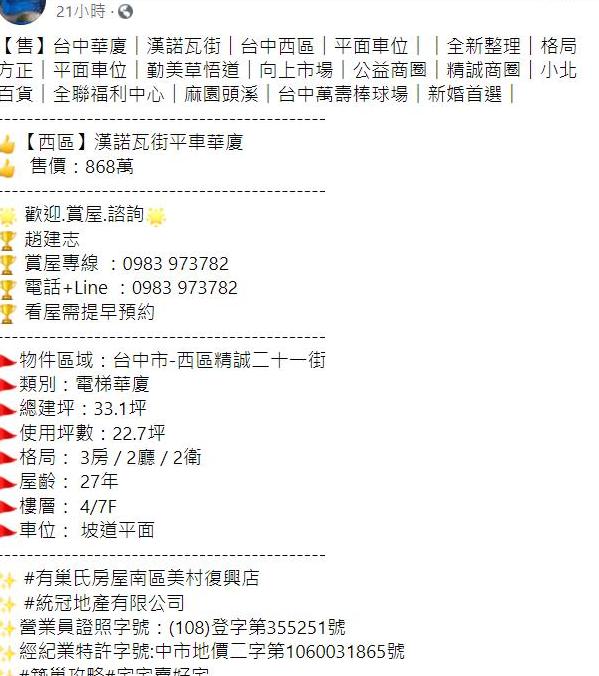 21小時 ·
【售】台中華廈│漢諾瓦街│台中西區│平面車位││全新整理│格局
方正│平面車位│勤美草悟道│向上市場│公益商圈│精誠商圈│小北
百貨│全聯福利中心│麻園頭溪│台中萬壽棒球場│新婚首選│
------------------------------------------------
【西區】漢諾瓦街平車華廈
售價：868萬
------------------------------------------------
歡迎.賞屋.諮詢
趙建志
賞屋專線 ：0983 973782
電話+Line ：0983 973782
看屋需提早預約
------------------------------------------------
物件區域：台中市-西區精誠二十一街
類別：電梯華廈
總建坪：33.1坪
使用坪數：22.7坪
格局： 3房 / 2廳 / 2衛
屋齡： 27年
樓層： 4/7F
車位： 坡道平面
------------------------------------------------
#有巢氏房屋南區美村復興店
#統冠地產有限公司
營業員證照字號：(108)登字第355251號
經紀業特許字號:中市地價二字第1060031865號